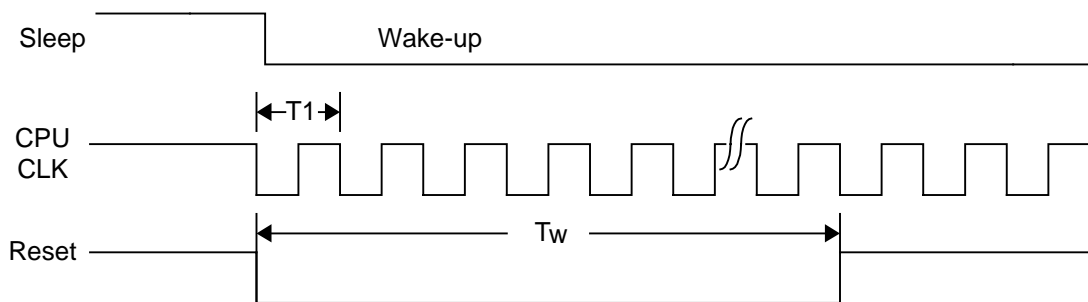 Sleep
Wake-up
T1
CPU
CLK
Tw
Reset